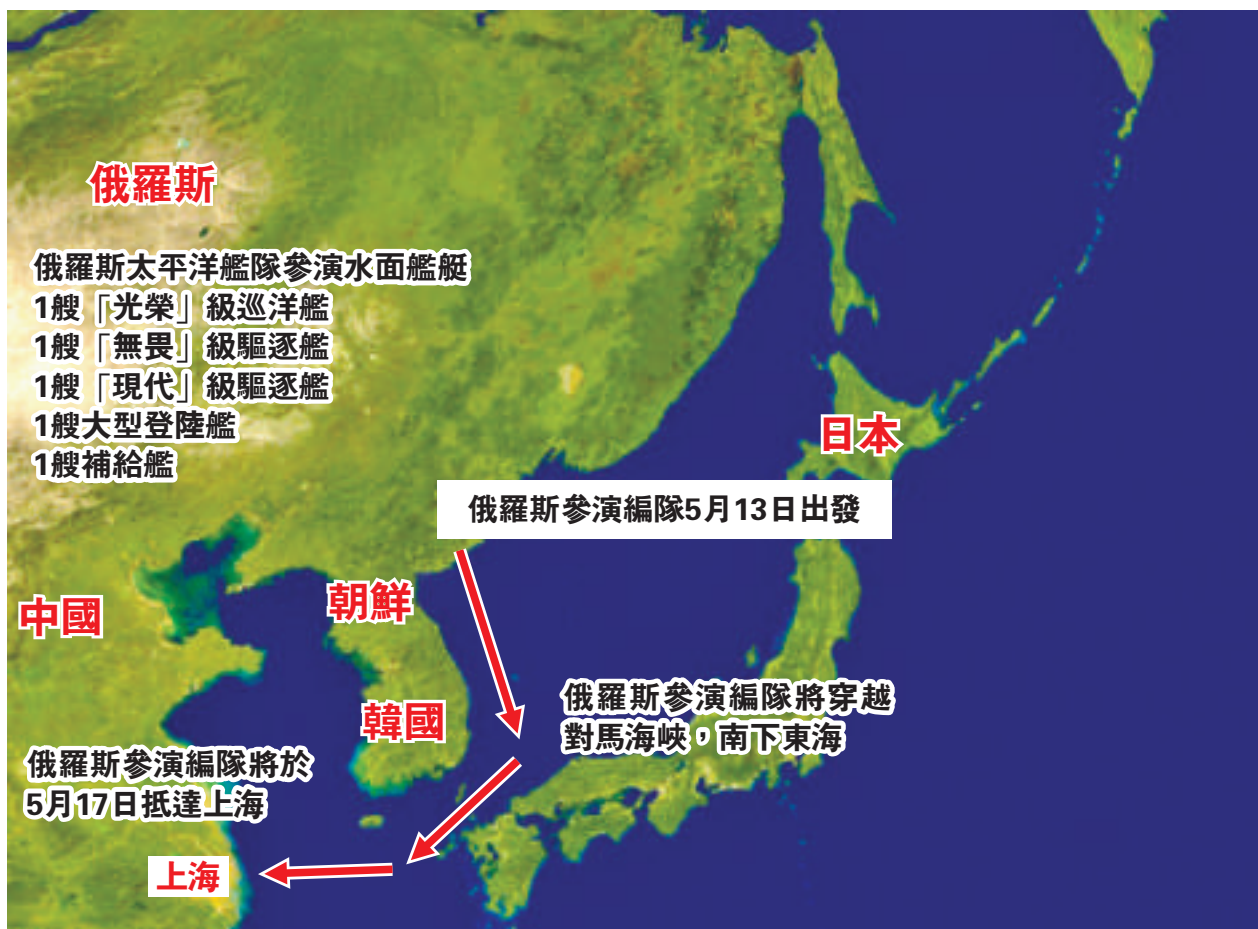 俄羅斯
俄羅斯太平洋艦隊參演水面艦艇
1艘「光榮」級巡洋艦
1艘「無畏」級驅逐艦
1艘「現代」級驅逐艦
1艘大型登陸艦
1艘補給艦
日本
俄羅斯參演編隊5月13日出發
中國
朝鮮
韓國
俄羅斯參演編隊將穿越
對馬海峽，南下東海
俄羅斯參演編隊將於
5月17日抵達上海
上海